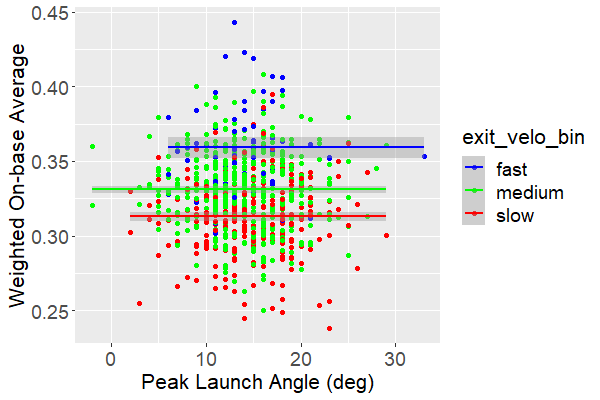 0.45
0.40
0.35
0.30
0.25
Weighted On-base Average
0 10 20 30
Peak Launch Angle (deg)
exit_velo_bin
fast
medium
slow